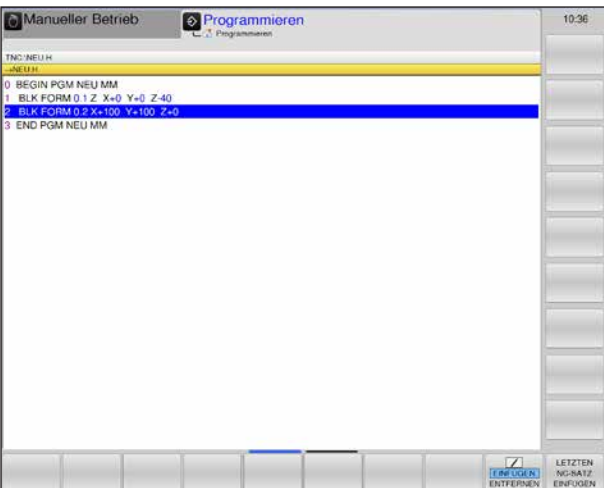 Manueller Betrieb
Programmieren
Programmieren
10:36
TNC:\NEU.H
→NEU.H
0 BEGIN PGM NEU MM
1 BLK FORM 0.1 Z X+0 Y+0 Z-40
2 BLK FORM 0.2 X+100 Y+100 Z+0
3 END PGM NEU MM
EINFÜGEN
ENTFERNEN
LETZTEN
NC-SATZ
EINFÜGEN